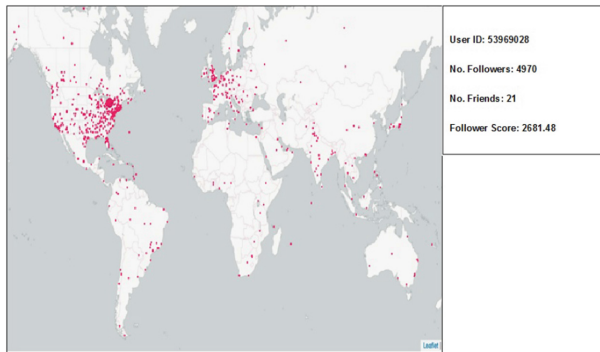 User ID: 53969028
No. Followers: 4970
No. Friends: 21
Follower Score: 2681.48
Leaflet |